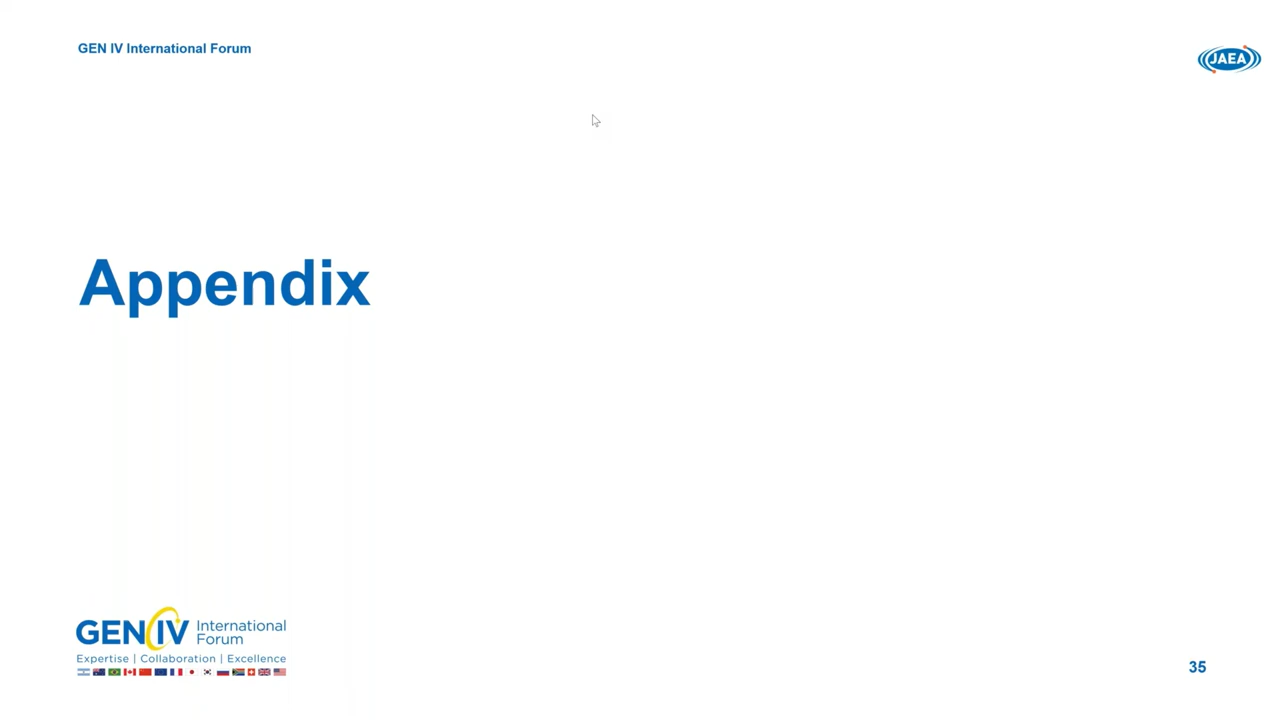 GEN IV International Forum
JAEA
Appendix
GEN IV International
Forum
Expertise | Collaboration | Excellence
35